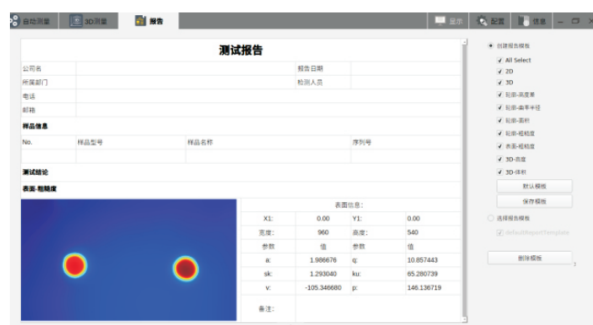 自动测量 3D测量 报告 显示 配置 信息
测试报告
公司名 报告日期
所属部门 检测人员
电话
邮箱
样品信息
No. 样品型号 样品名称 序列号
测试结论
表面-粗糙度
表面信息:
X1: 0.00 Y1: 0.00
宽度: 960 高度: 540
参数 值 参数 值
a: 1.986676 q: 10.857443
sk: 1.293040 ku: 65.280739
v: -105.346680 p: 146.136719
备注:
创建报告模板
All Select
2D
3D
轮廓-高度差
轮廓-曲率半径
轮廓-面积
轮廓-粗糙度
表面-粗糙度
3D-高度
3D-体积
默认模板
保存模板
选择报告模板
defaultReportTemplate
删除模板